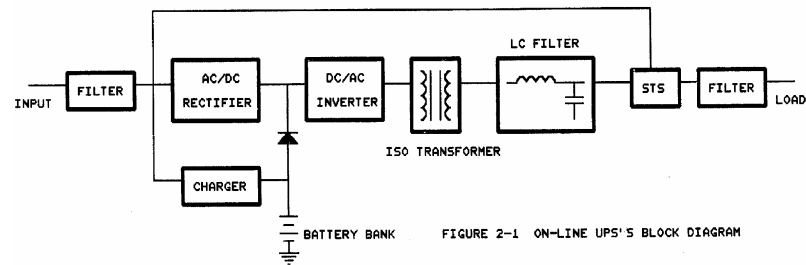 LC FILTER
INPUT
FILTER
AC/DC
RECTIFIER
DC/AC
INVERTER
ISO TRANSFORMER
STS
FILTER
LOAD
CHARGER
BATTERY BANK
FIGURE 2-1 ON-LINE UPS'S BLOCK DIAGRAM